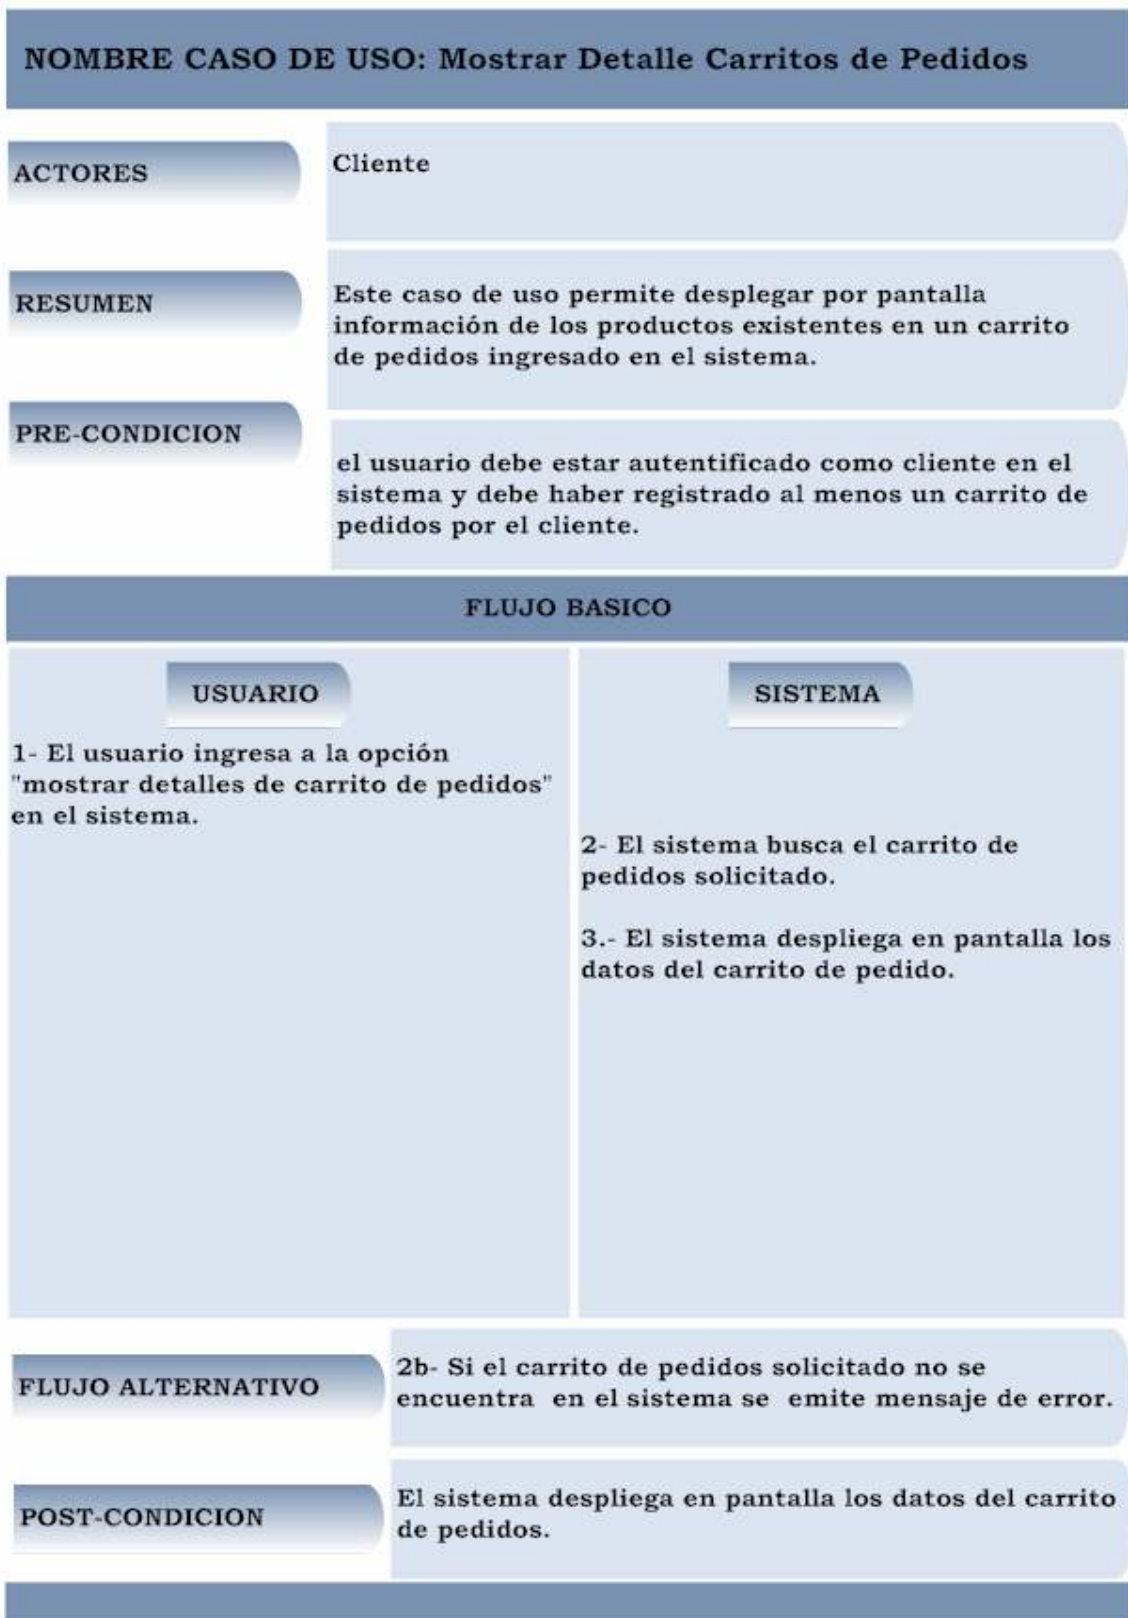 NOMBRE CASO DE USO: Mostrar Detalle Carritos de Pedidos
ACTORES
Cliente
RESUMEN
Este caso de uso permite desplegar por pantalla
información de los productos existentes en un carrito
de pedidos ingresado en el sistema.
PRE-CONDICION
el usuario debe estar autentificado como cliente en el
sistema y debe haber registrado al menos un carrito de
pedidos por el cliente.
FLUJO BASICO
USUARIO
1- El usuario ingresa a la opción
"mostrar detalles de carrito de pedidos"
en el sistema.
SISTEMA
2- El sistema busca el carrito de
pedidos solicitado.
3.- El sistema despliega en pantalla los
datos del carrito de pedido.
FLUJO ALTERNATIVO
2b- Si el carrito de pedidos solicitado no se
encuentra en el sistema se emite mensaje de error.
POST-CONDICION
El sistema despliega en pantalla los datos del carrito
de pedidos.